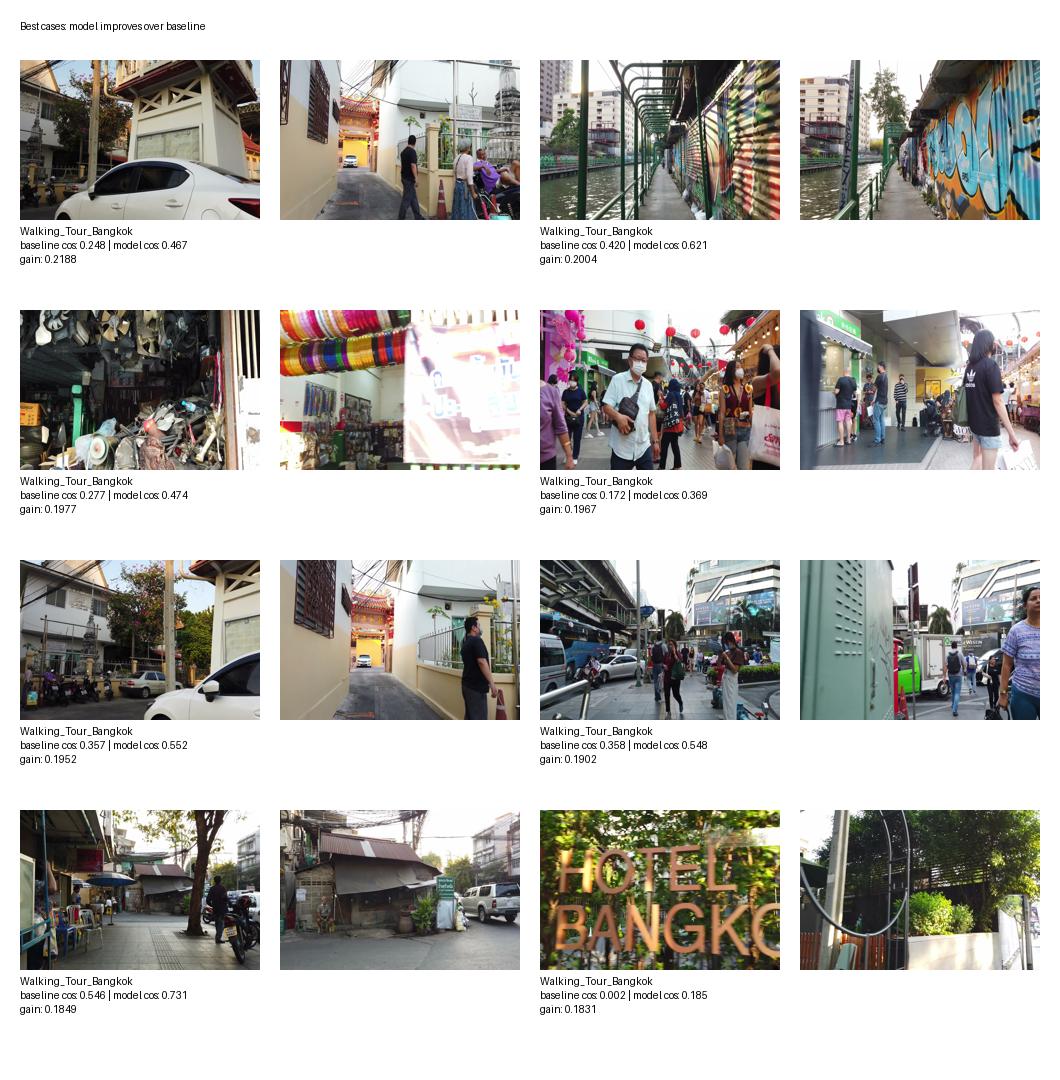 Best cases: model improves over baseline
Walking_Tour_Bangkok
baseline cos: 0.248 | model cos: 0.467
gain: 0.2188
Walking_Tour_Bangkok
baseline cos: 0.420 | model cos: 0.621
gain: 0.2004
Walking_Tour_Bangkok
baseline cos: 0.277 | model cos: 0.474
gain: 0.1977
Walking_Tour_Bangkok
baseline cos: 0.172 | model cos: 0.369
gain: 0.1967
Walking_Tour_Bangkok
baseline cos: 0.357 | model cos: 0.552
gain: 0.1952
Walking_Tour_Bangkok
baseline cos: 0.358 | model cos: 0.548
gain: 0.1902
HOTEL
BANGKO
Walking_Tour_Bangkok
baseline cos: 0.546 | model cos: 0.731
gain: 0.1849
Walking_Tour_Bangkok
baseline cos: 0.002 | model cos: 0.185
gain: 0.1831